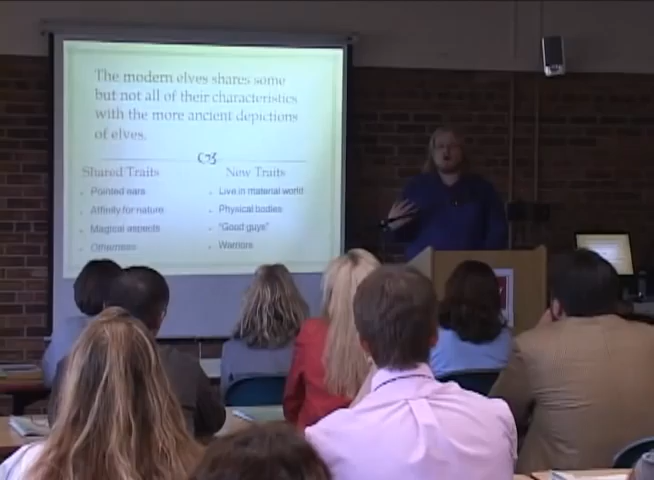 The modern elves shares some
but not all of their characteristics
with the more ancient depictions
of elves.
Shared Traits
Pointed ears
Affinity for nature
Magical aspects
Otherness
New Traits
Live in material world
Physical bodies
"Good guys"
Warriors